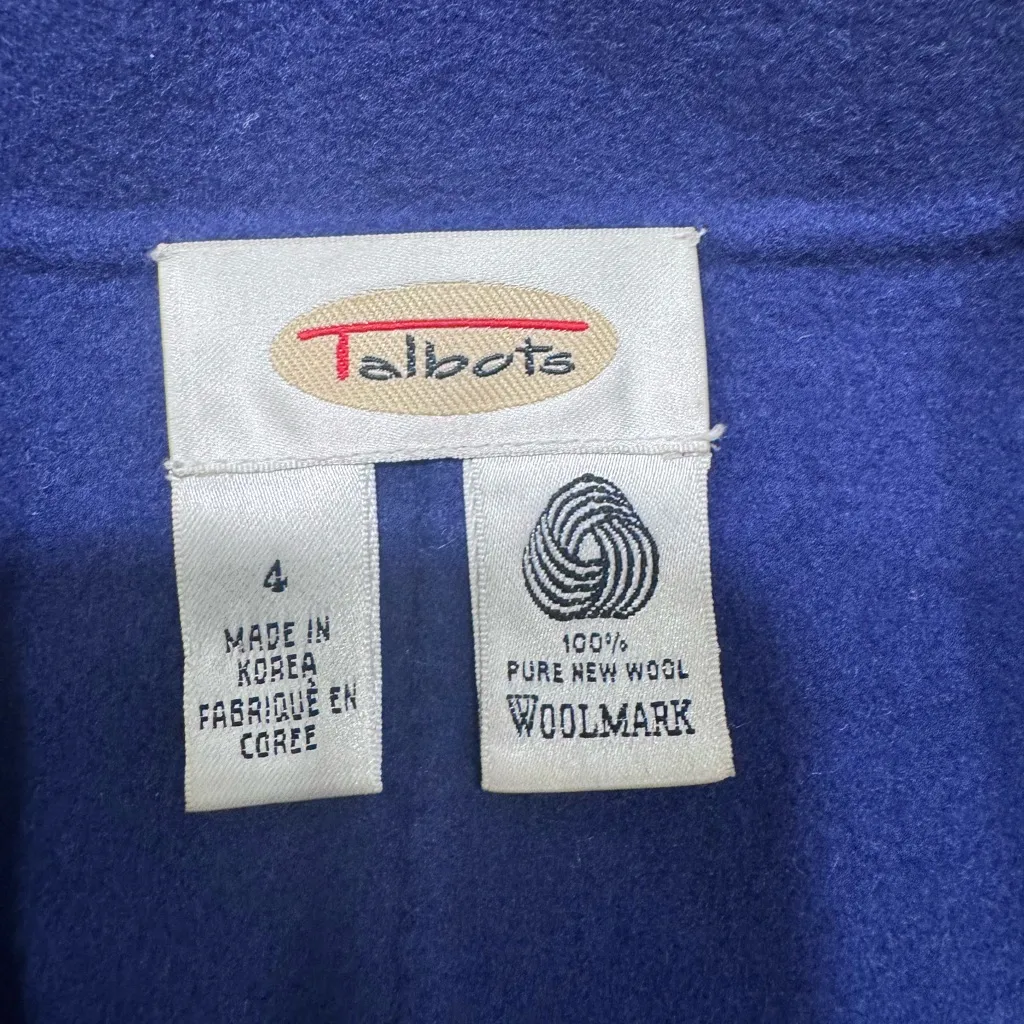 Talbots
4
MADE IN
KOREA
FABRIQUÉ EN
COREE
100%
PURE NEW WOOL
WOOLMARK